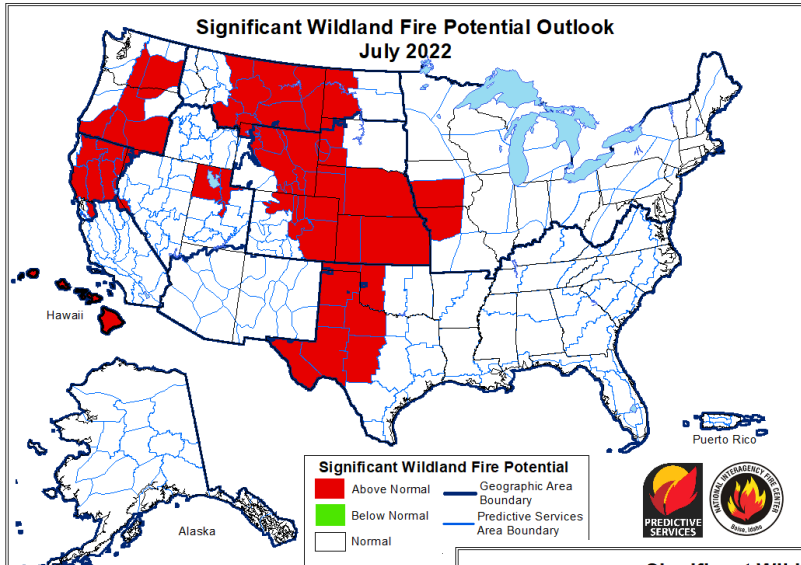 Significant Wildland Fire Potential Outlook
July 2022
Hawaii
Alaska
Puerto Rico
Significant Wildland Fire Potential
Above Normal
Below Normal
Normal
Geographic Area
Boundary
Predictive Services
Area Boundary
PREDICTIVE
SERVICES
NATIONAL INTERAGENCY FIRE CENTER
Boise, Idaho